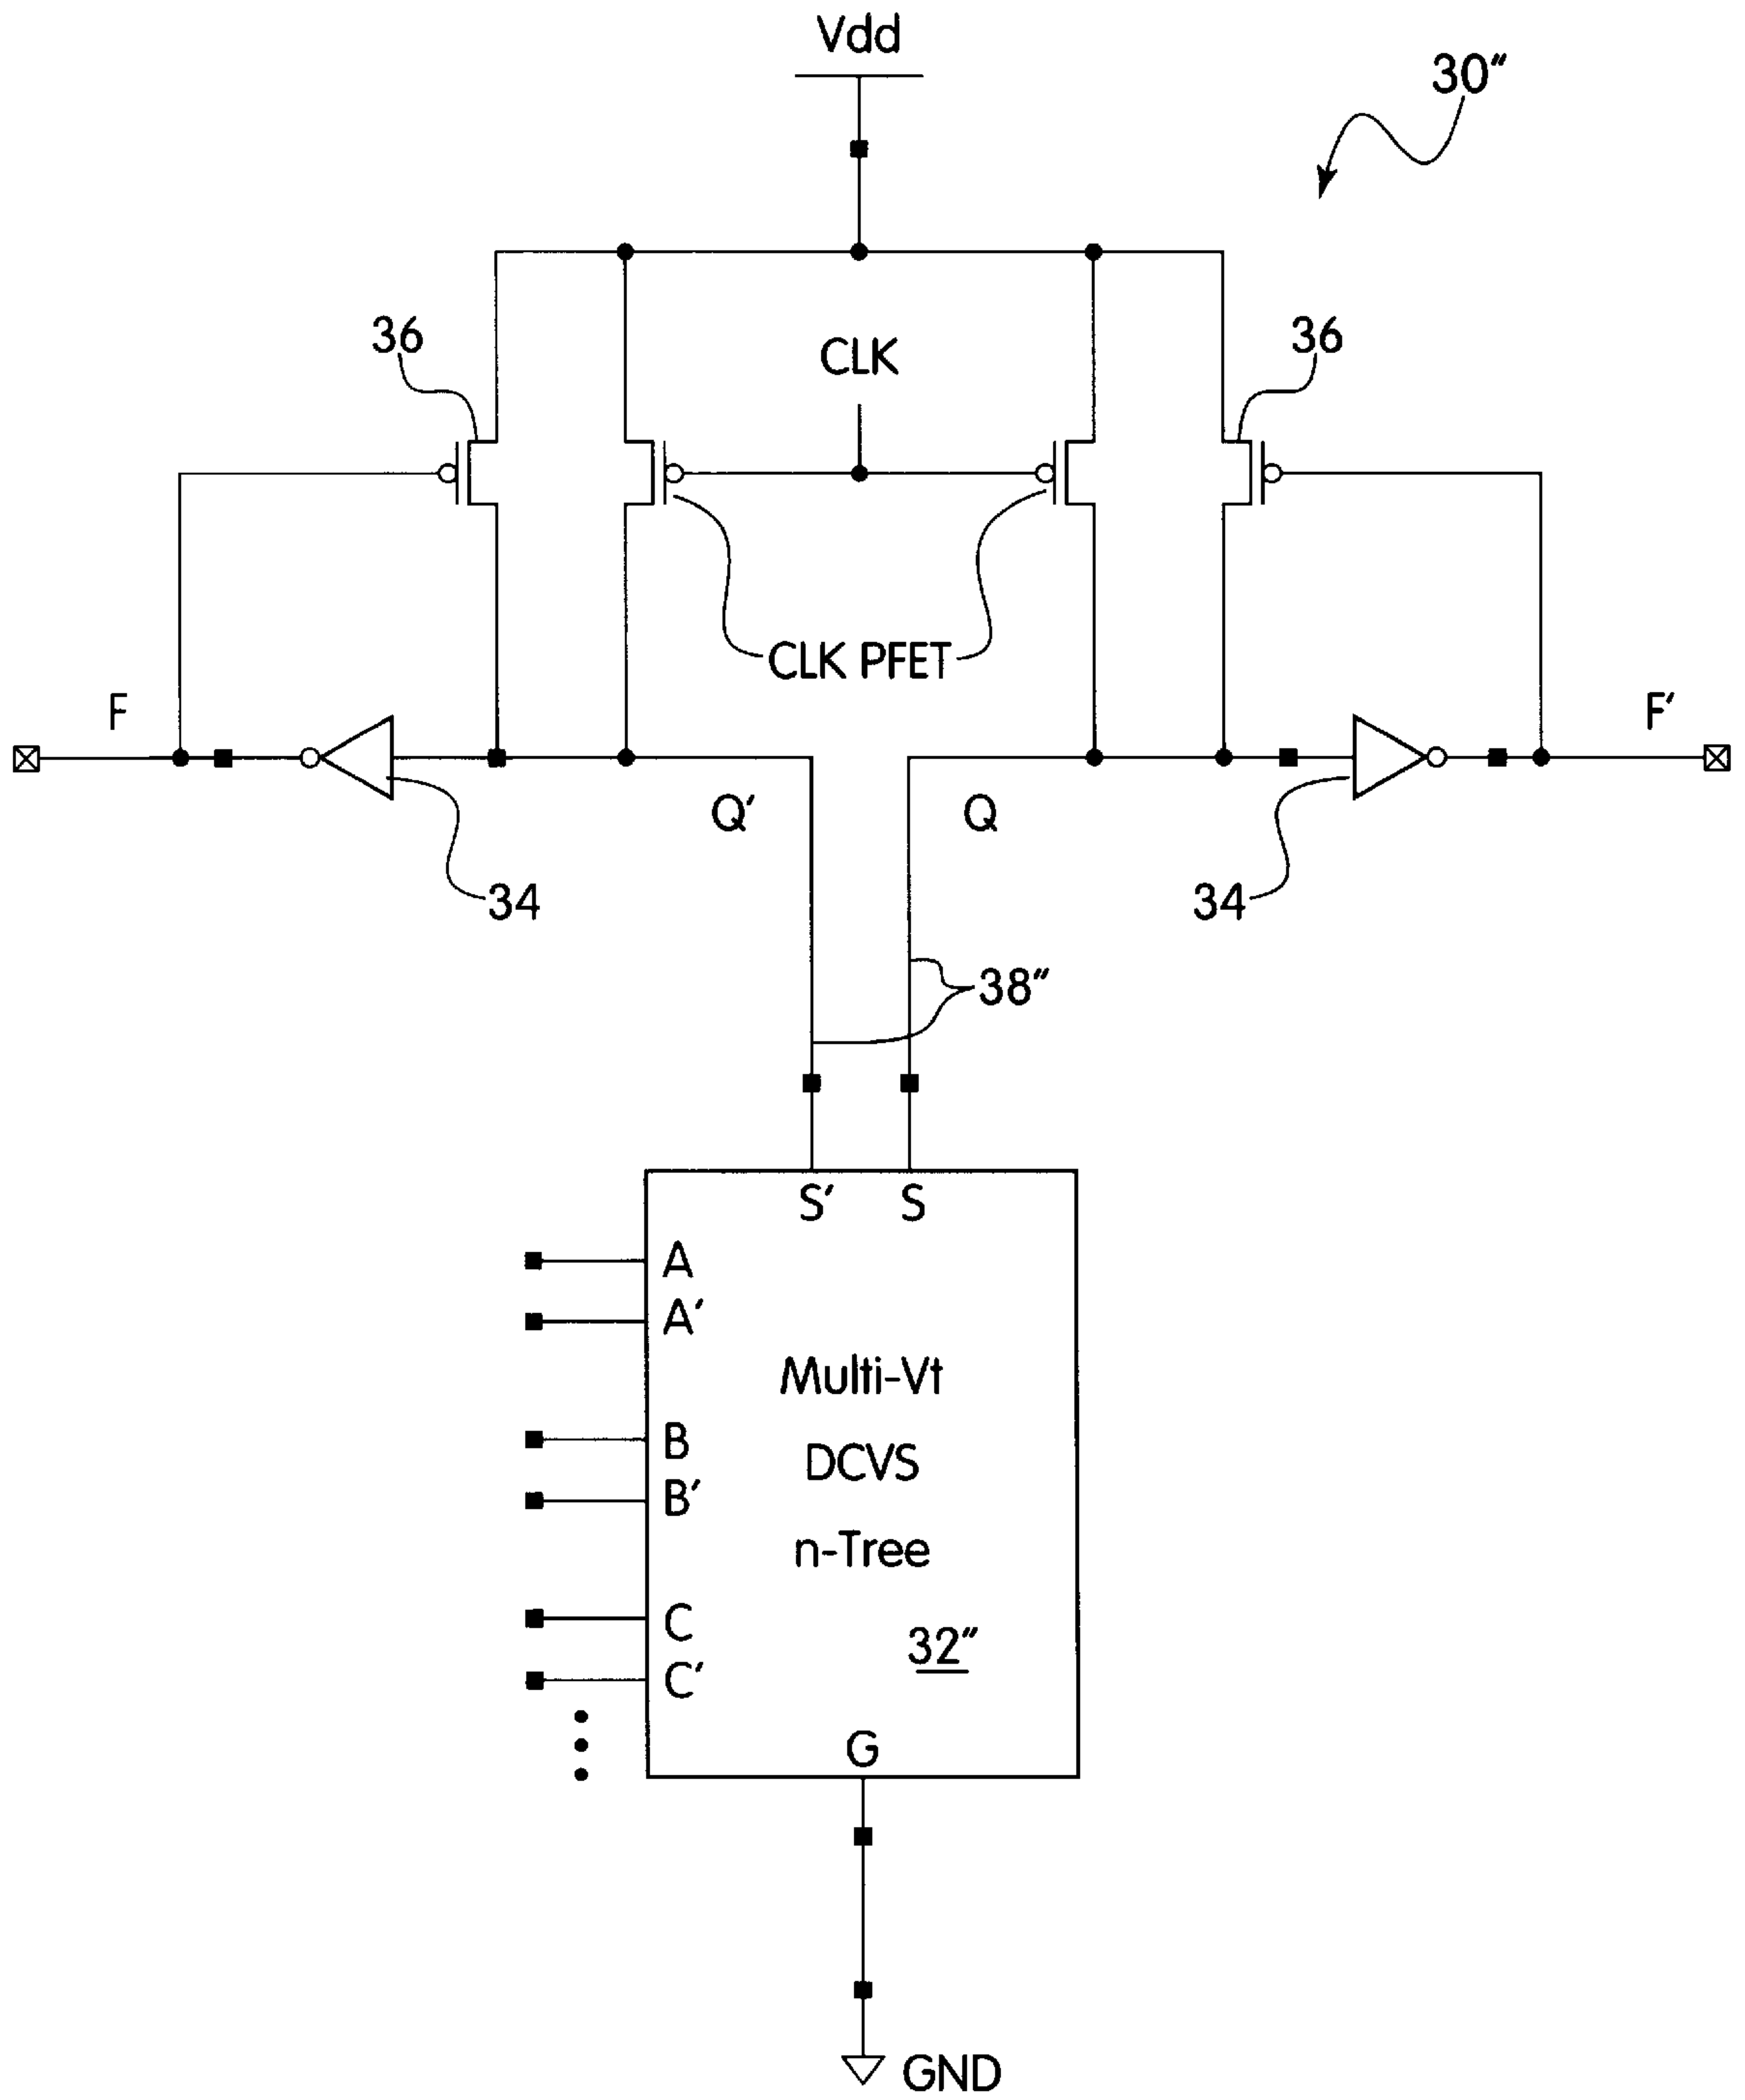 Vdd
30″
36
CLK
36
CLK PFET
F
F′
Q′
Q
34
34
38″
S′
S
A
A′
Multi-Vt
B
DCVS
B′
n-Tree
C
32″
C′
G
GND